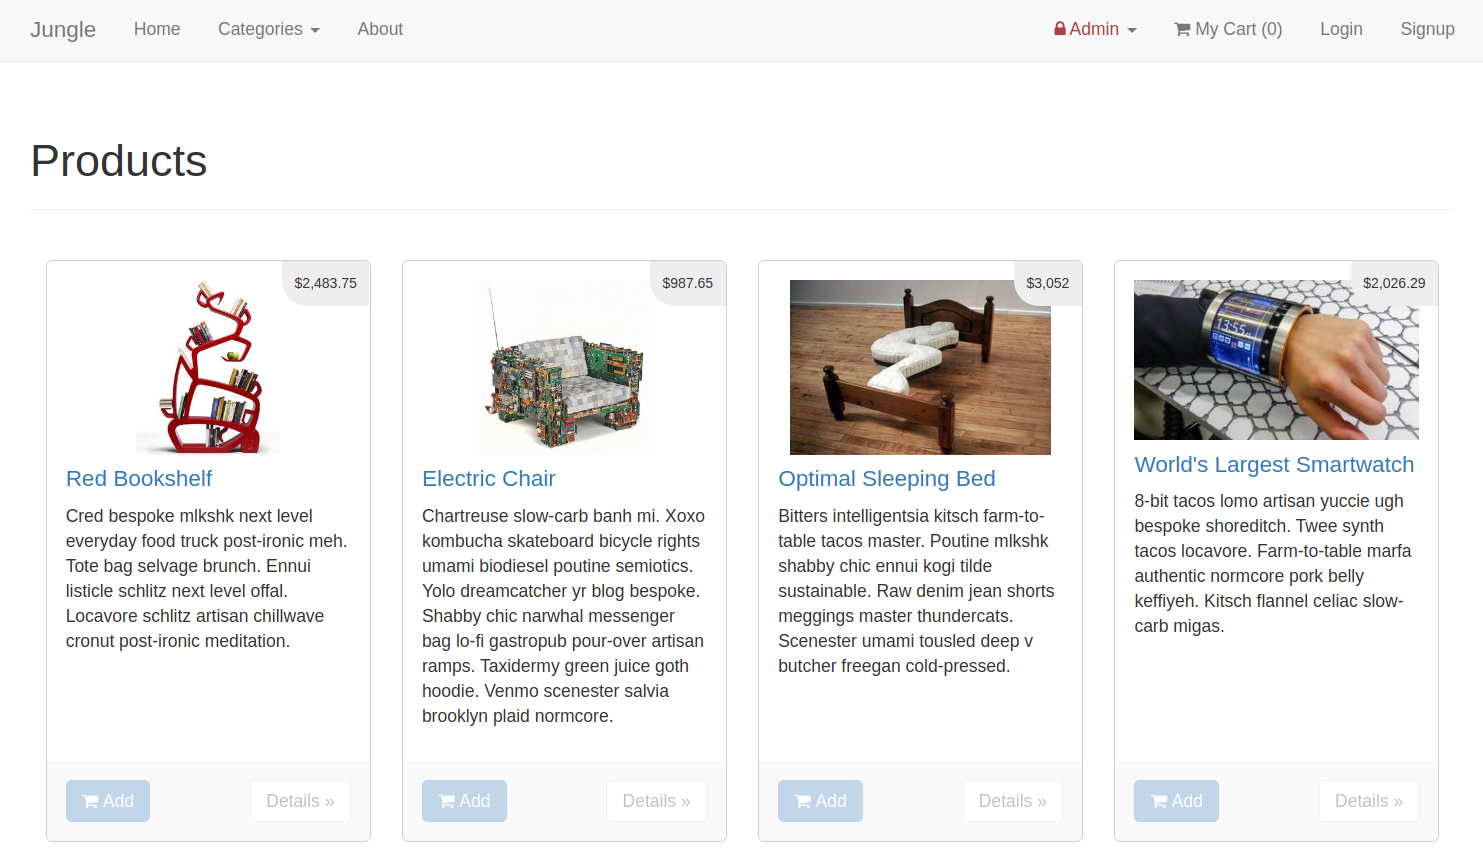 Jungle Home Categories About Admin My Cart (0) Login Signup
Products
$2,483.75
Red Bookshelf
Cred bespoke mlkshk next level
everyday food truck post-ironic meh.
Tote bag selvage brunch. Ennui
listicle schlitz next level offal.
Locavore schlitz artisan chillwave
cronut post-ironic meditation.
Add Details »
$987.65
Electric Chair
Chartreuse slow-carb banh mi. Xoxo
kombucha skateboard bicycle rights
umami biodiesel poutine semiotics.
Yolo dreamcatcher yr blog bespoke.
Shabby chic narwhal messenger
bag lo-fi gastropub pour-over artisan
ramps. Taxidermy green juice goth
hoodie. Venmo scenester salvia
brooklyn plaid normcore.
Add Details »
$3,052
Optimal Sleeping Bed
Bitters intelligentsia kitsch farm-to-
table tacos master. Poutine mlkshk
shabby chic ennui kogi tilde
sustainable. Raw denim jean shorts
meggings master thundercats.
Scenester umami tousled deep v
butcher freegan cold-pressed.
Add Details »
$2,026.29
13:55
World's Largest Smartwatch
8-bit tacos lomo artisan yuccie ugh
bespoke shoreditch. Twee synth
tacos locavore. Farm-to-table marfa
authentic normcore pork belly
keffiyeh. Kitsch flannel celiac slow-
carb migas.
Add Details »